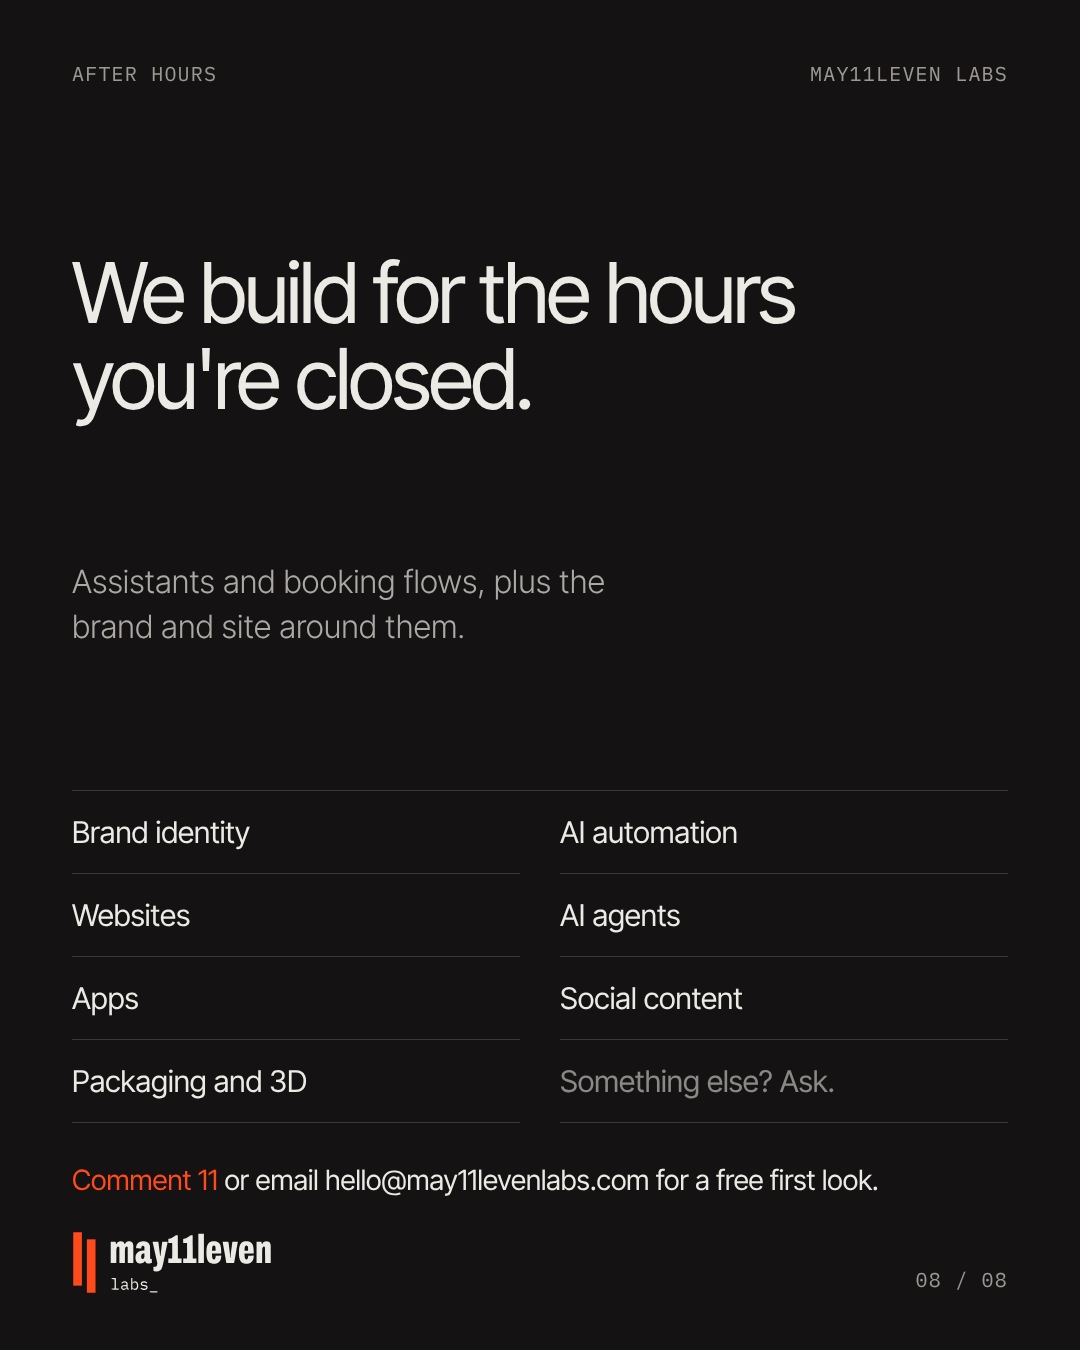 AFTER HOURS
MAY11LEVEN LABS
We build for the hours
you're closed.
Assistants and booking flows, plus the
brand and site around them.
Brand identity
AI automation
Websites
AI agents
Apps
Social content
Packaging and 3D
Something else? Ask.
Comment 11 or email hello@may11levenlabs.com for a free first look.
may11leven
labs_
08 / 08